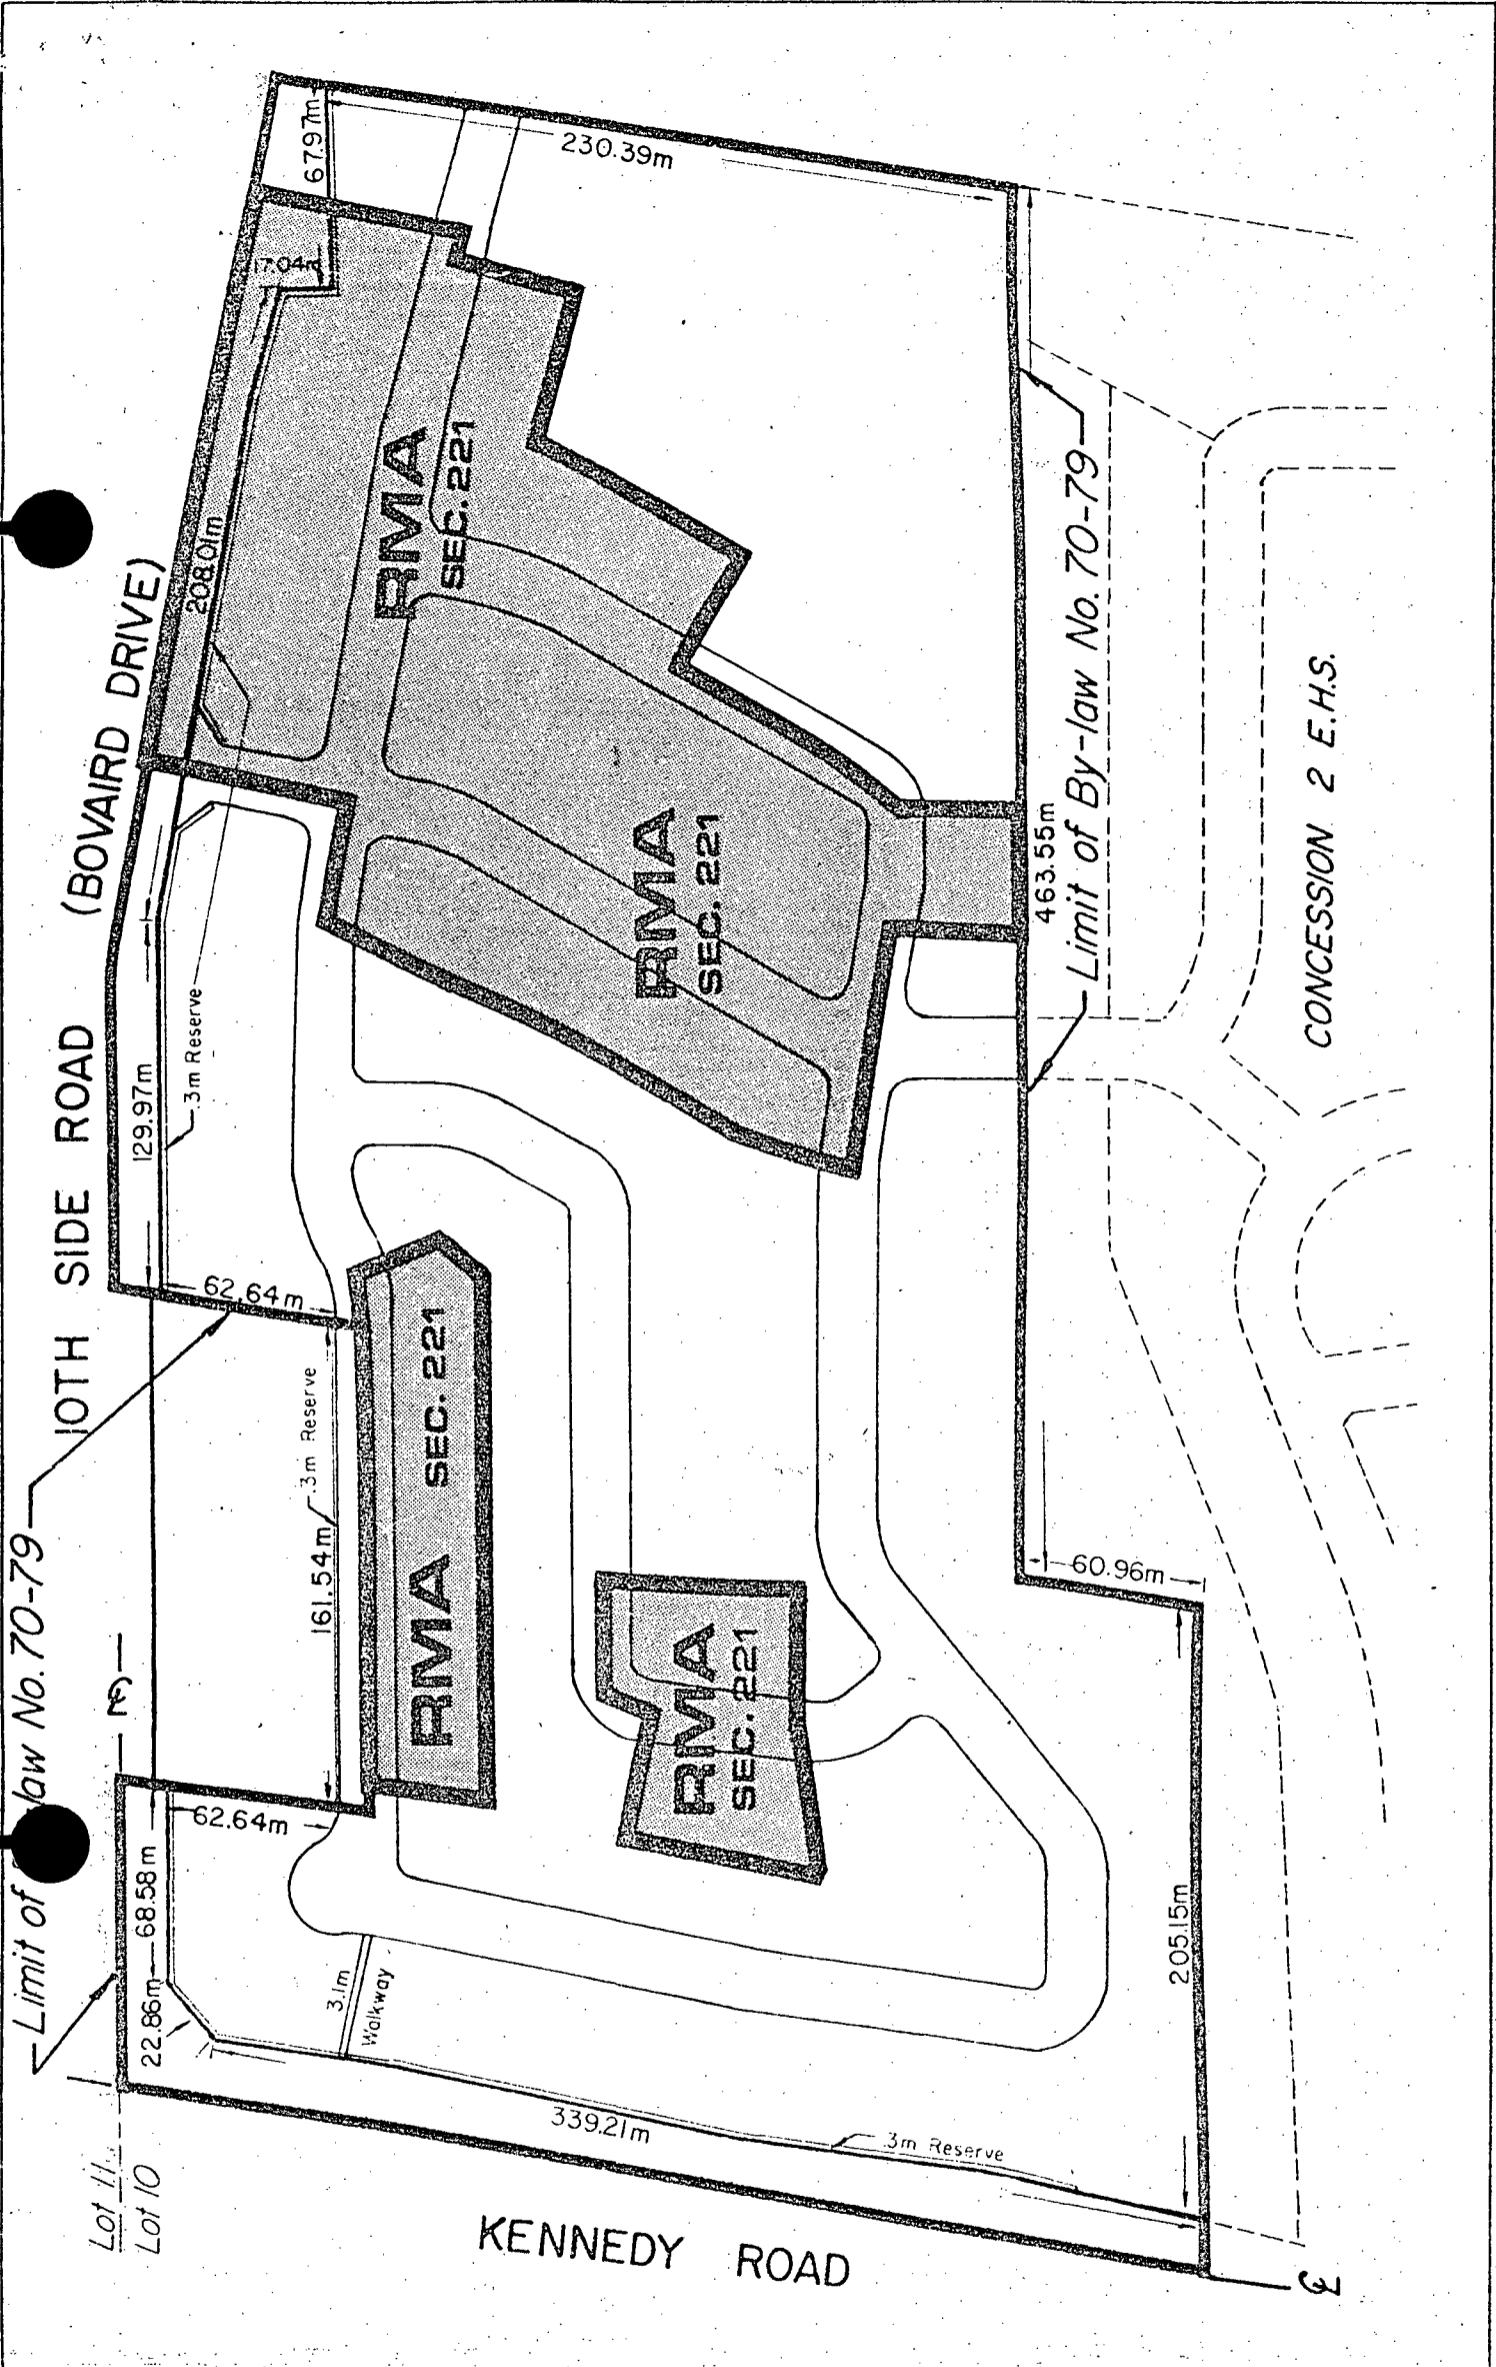 67.97m
230.39m
17.04m
208.01m
RMA
SEC. 221
10TH SIDE ROAD (BOVAIRD DRIVE)
RMA
SEC. 221
463.55m
Limit of By-law No. 70-79
CONCESSION 2 E.H.S.
129.97m
.3m Reserve
62.64m
Limit of law No. 70-79
161.54m
.3m Reserve
RMA SEC. 221
RMA
SEC. 221
60.96m
62.64m
68.58m
22.86m
3.1m
Walkway
205.15m
339.21m
.3m Reserve
Lot 11
Lot 10
KENNEDY ROAD